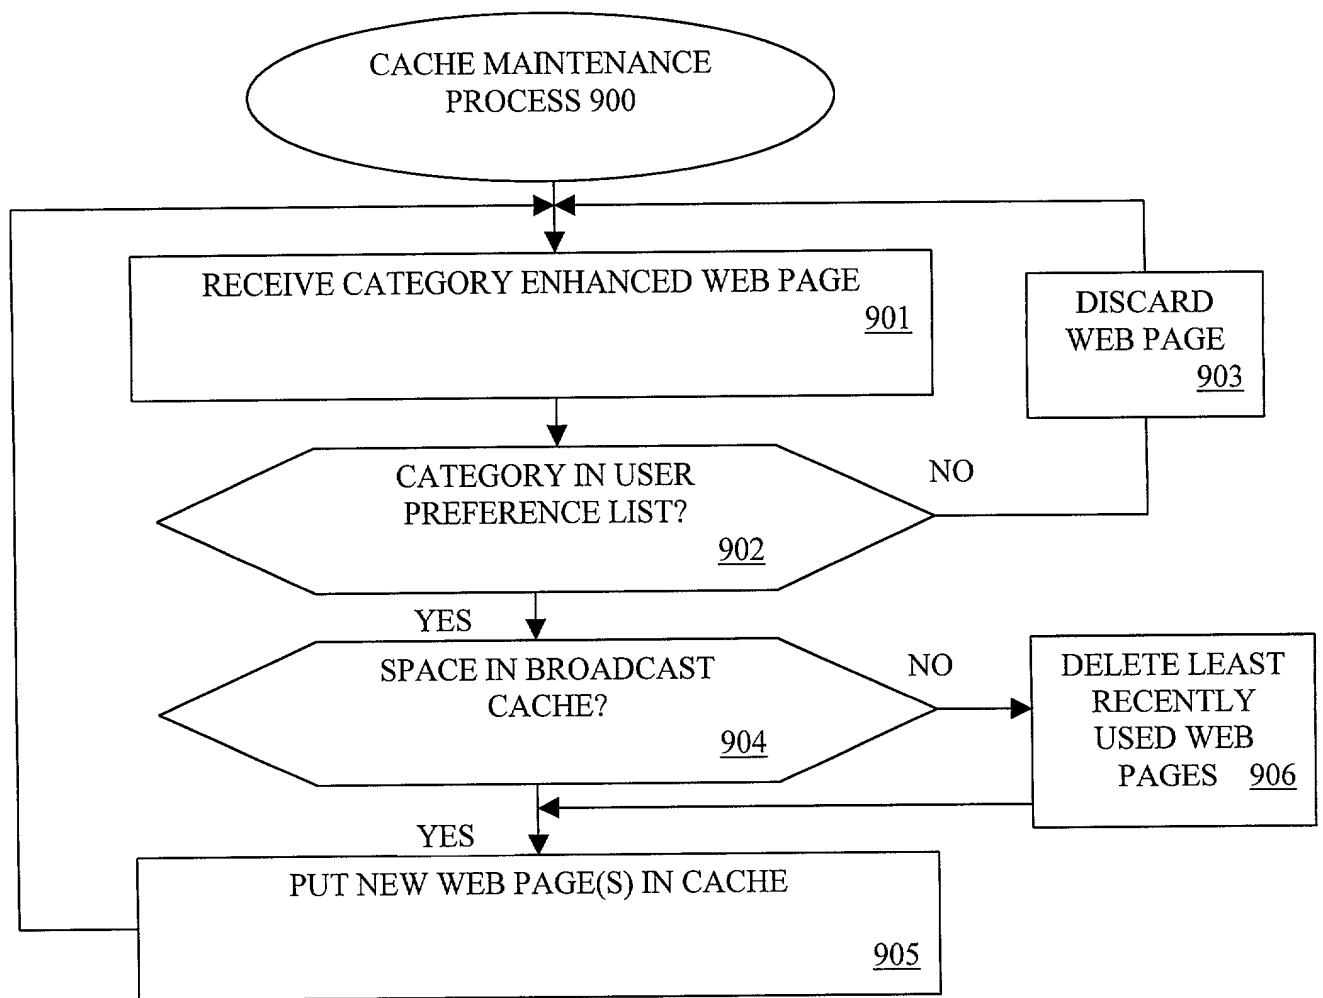 CACHE MAINTENANCE
PROCESS 900
RECEIVE CATEGORY ENHANCED WEB PAGE
901
DISCARD
WEB PAGE
903
CATEGORY IN USER
PREFERENCE LIST?
902
NO
YES
SPACE IN BROADCAST
CACHE?
904
NO
DELETE LEAST
RECENTLY
USED WEB
PAGES 906
YES
PUT NEW WEB PAGE(S) IN CACHE
905